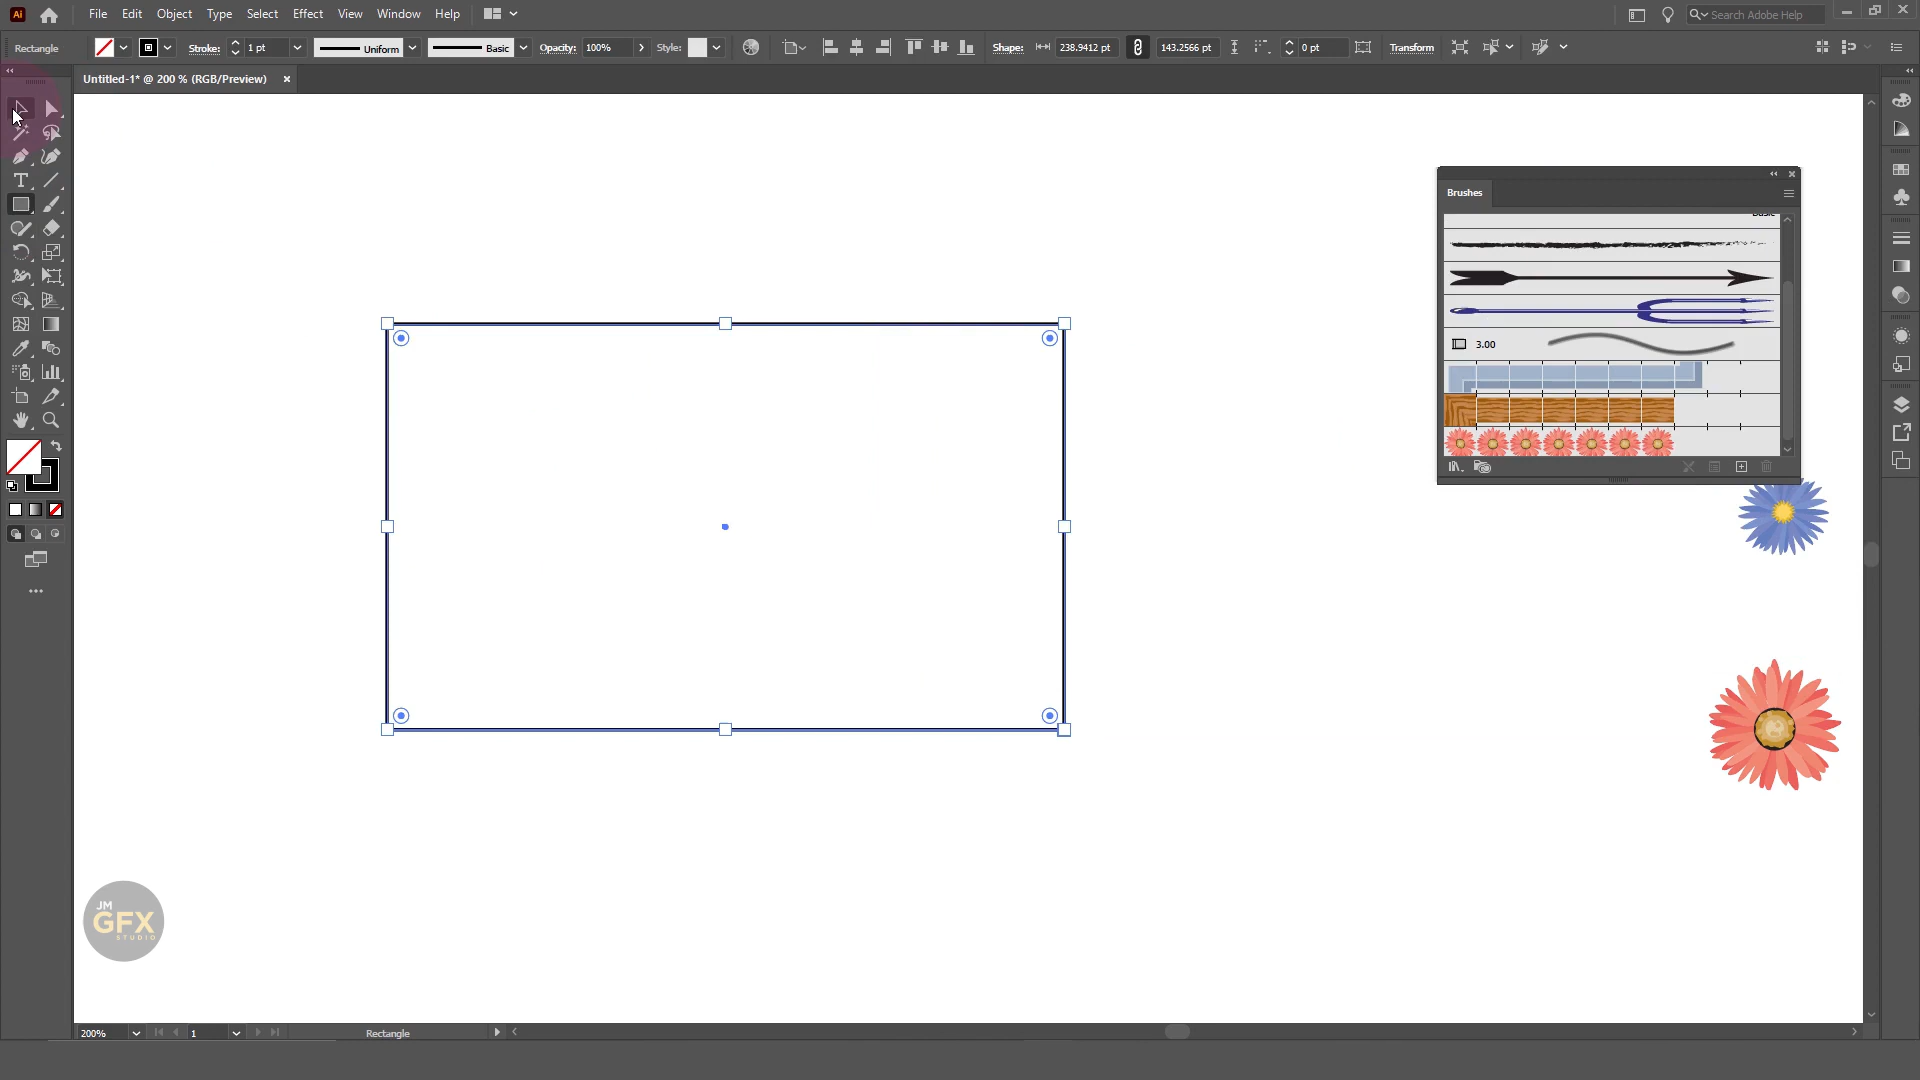 Ai File Edit Object Type Select Effect View Window Help Search Adobe Help
Rectangle Stroke: 1 pt Uniform Basic Opacity: 100% Style: Shape: 238.9412 pt 143.2566 pt 0 pt Transform
Untitled-1* @ 200 % (RGB/Preview)
Brushes
Basic
3.00
JM
GFX
STUDIO
200% 1 Rectangle